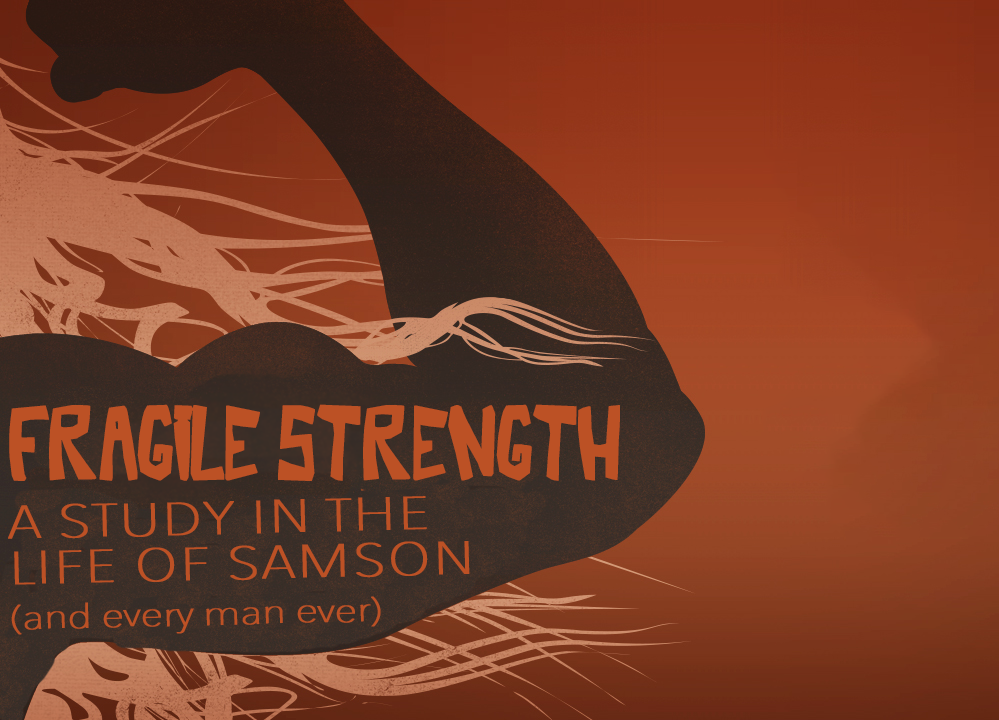 FRAGiLE STRENGTH
A STUDY IN THE
LIFE OF SAMSON
(and every man ever)